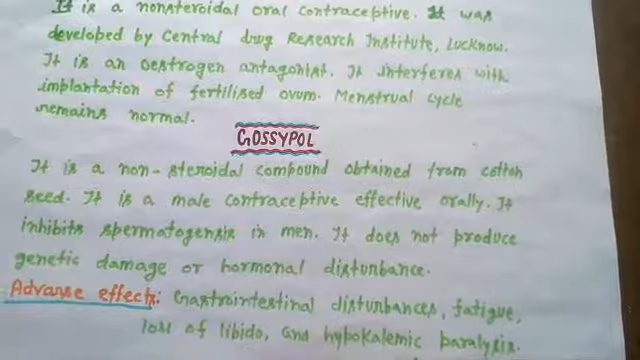 It is a nonsteroidal oral contraceptive. It was
developed by Central drug Research Institute, Lucknow.
It is an oestrogen antagonist. It interferes with
implantation of fertilised ovum. Menstrual cycle
remains normal.
GOSSYPOL
It is a non-steroidal compound obtained from cotton
seed. It is a male contraceptive effective orally. It
inhibits spermatogensis in men. It does not produce
genetic damage or hormonal disturbance.
Advarse effects: Gastrointestinal disturbances, fatigue,
loss of libido, and hypokalemic paralysis.